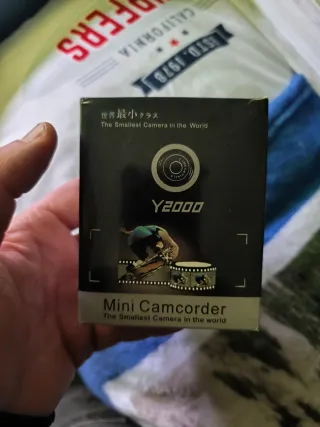 SURFERS
CALIFORNIA
ESTD. 1978
世界最小クラス
The Smallest Camera in the World
Y2000
Mini Camcorder
The Smallest Camera in the world